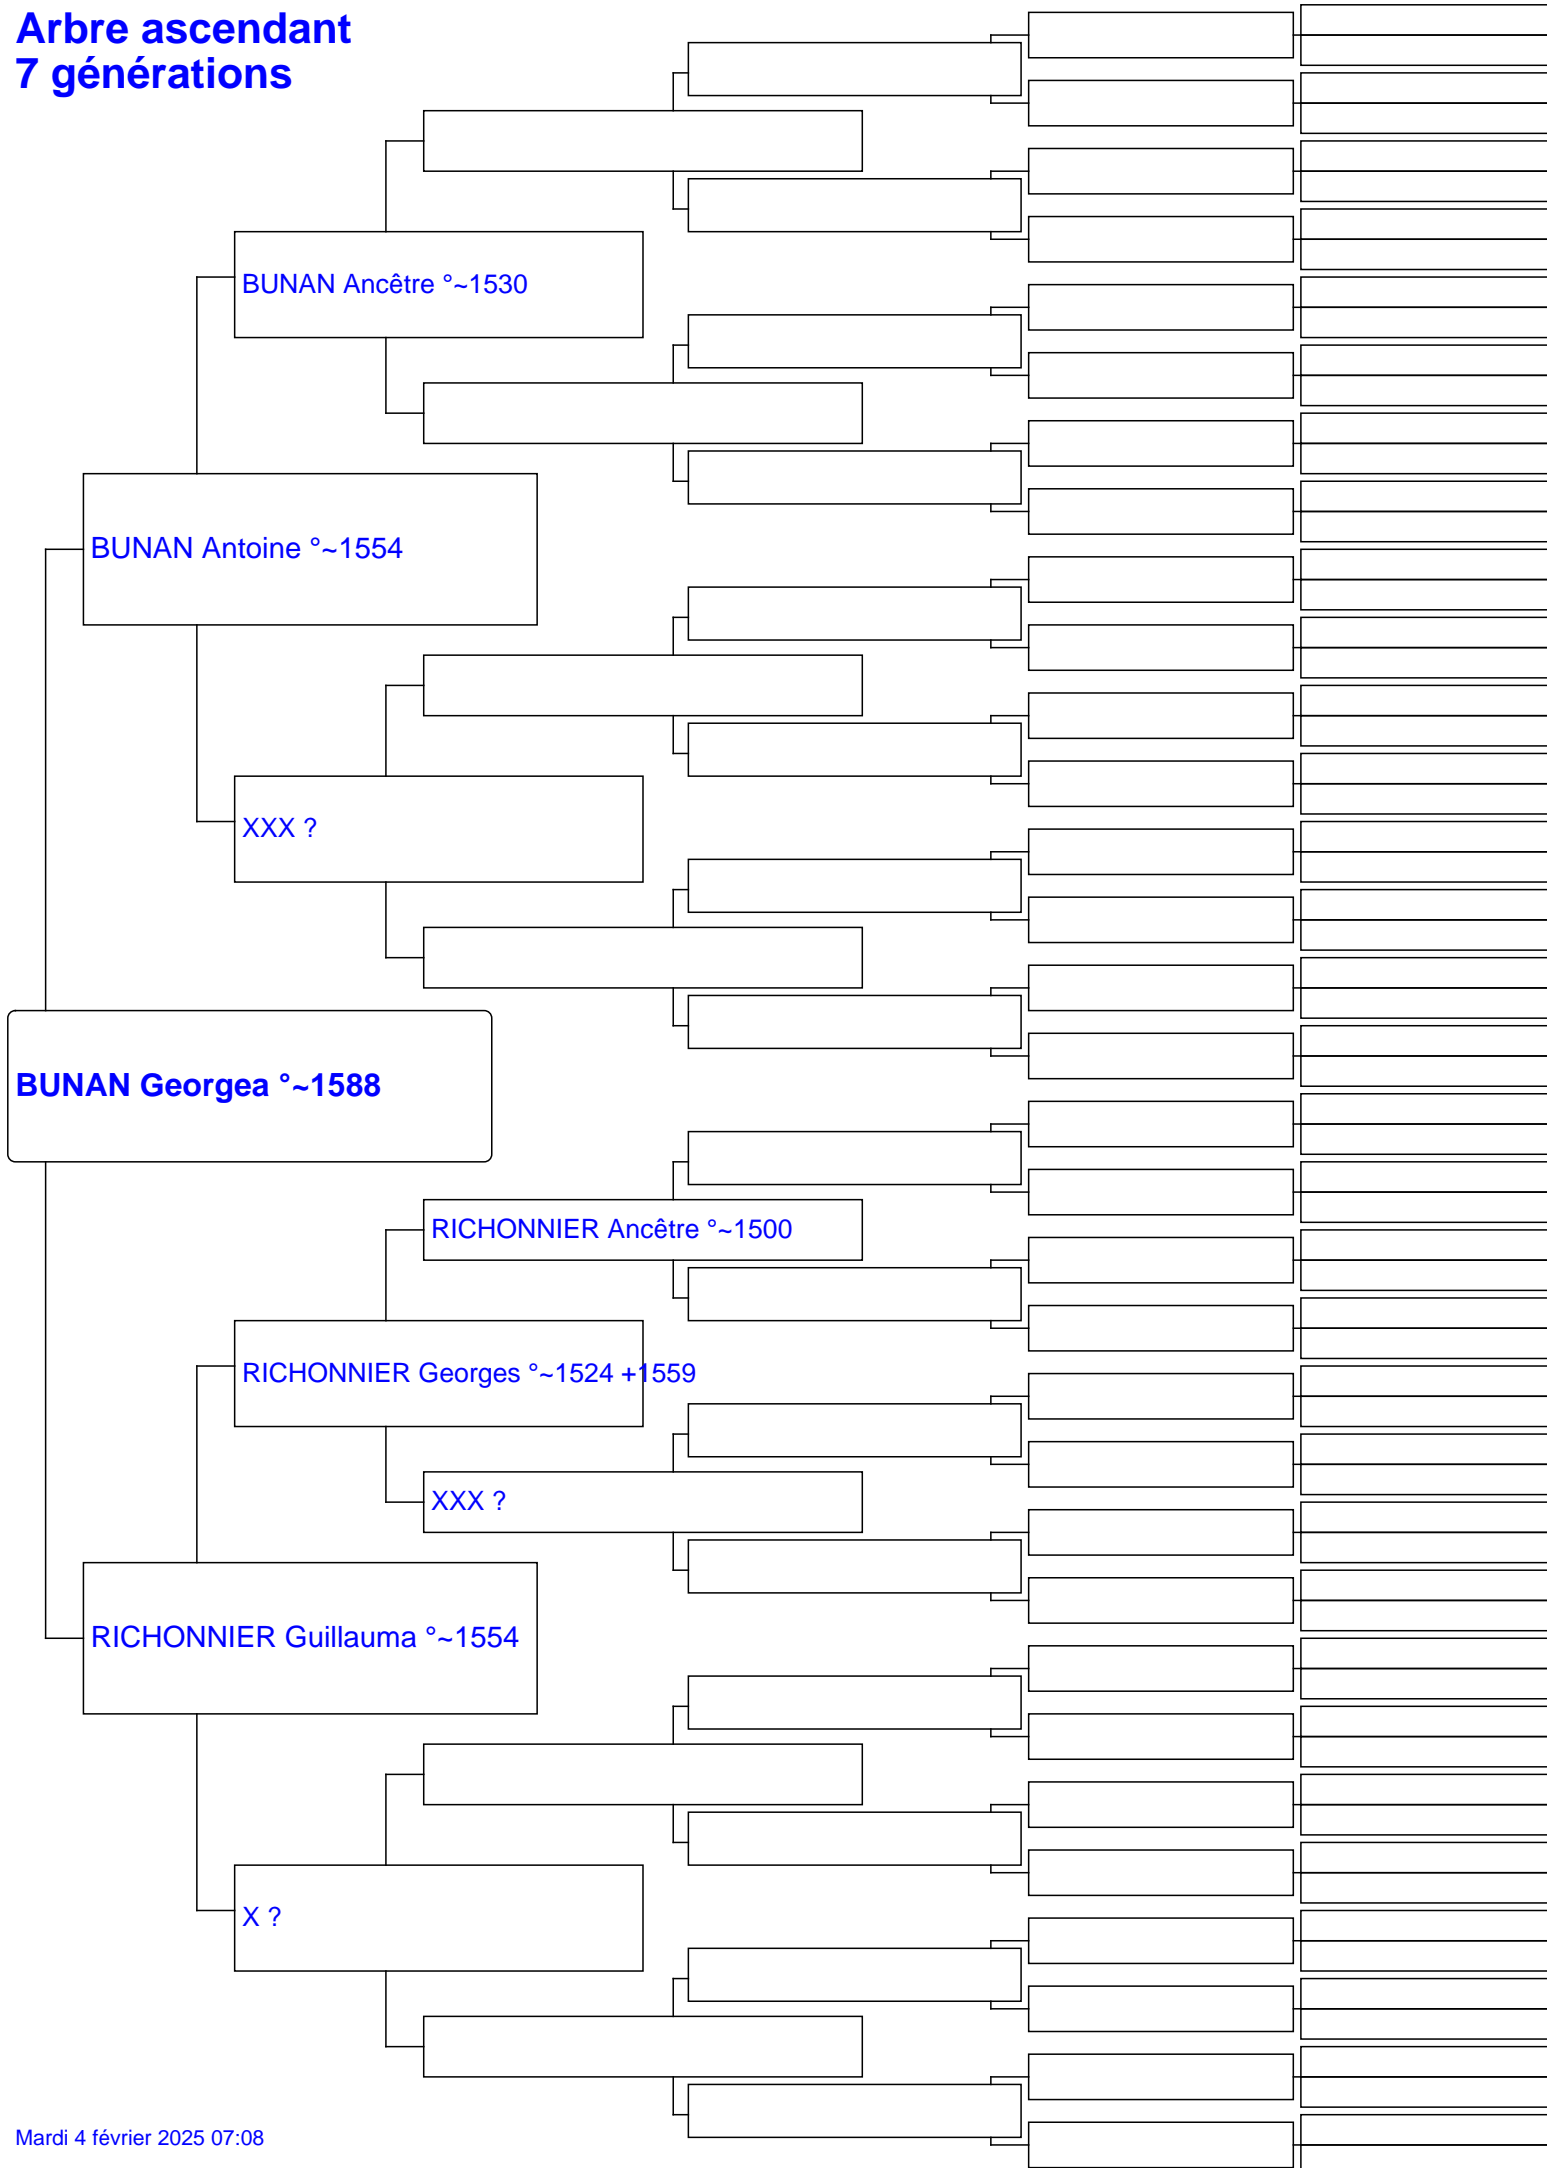 Arbre ascendant
7 générations
BUNAN Ancêtre °~1530
BUNAN Antoine °~1554
XXX ?
BUNAN Georgea °~1588
RICHONNIER Ancêtre °~1500
RICHONNIER Georges °~1524 +1559
XXX ?
RICHONNIER Guillauma °~1554
X ?
Mardi 4 février 2025 07:08